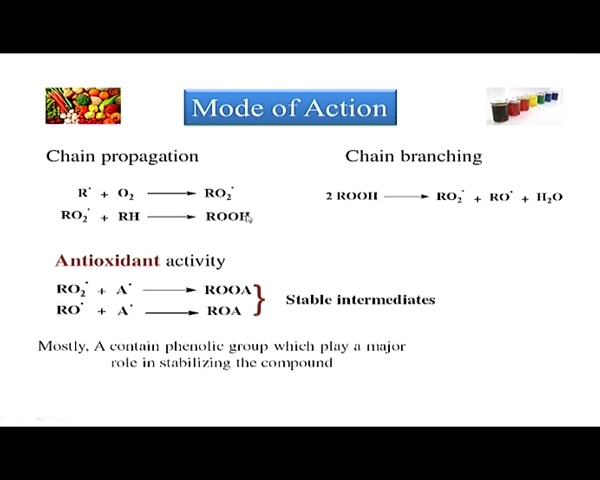 Mode of Action
Chain propagation
R˙ + O₂ ⟶ RO₂˙
RO₂˙ + RH ⟶ ROOH
Chain branching
2 ROOH ⟶ RO₂˙ + RO˙ + H₂O
Antioxidant activity
RO₂˙ + A˙ ⟶ ROOA
RO˙ + A˙ ⟶ ROA
Stable intermediates
Mostly, A contain phenolic group which play a major
role in stabilizing the compound